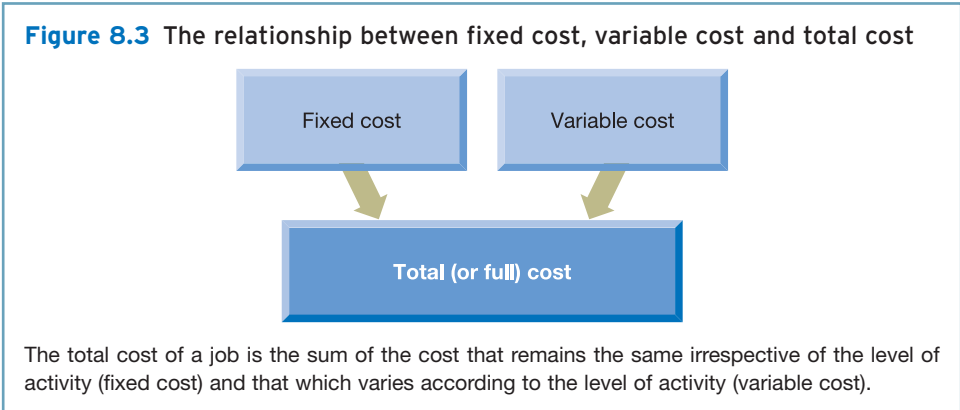 Figure 8.3 The relationship between fixed cost, variable cost and total cost
Fixed cost
Variable cost
Total (or full) cost
The total cost of a job is the sum of the cost that remains the same irrespective of the level of
activity (fixed cost) and that which varies according to the level of activity (variable cost).